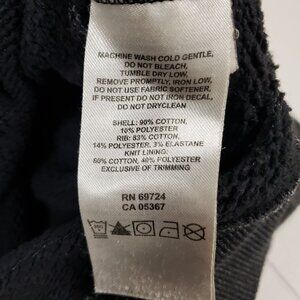 MACHINE WASH COLD GENTLE,
DO NOT BLEACH,
TUMBLE DRY LOW,
REMOVE PROMPTLY, IRON LOW,
DO NOT USE FABRIC SOFTENER,
IF PRESENT DO NOT IRON DECAL,
DO NOT DRYCLEAN
SHELL: 90% COTTON,
10% POLYESTER
RIB: 83% COTTON,
14% POLYESTER, 3% ELASTANE
KNIT LINING:
60% COTTON, 40% POLYESTER
EXCLUSIVE OF TRIMMING
RN 69724
CA 05367